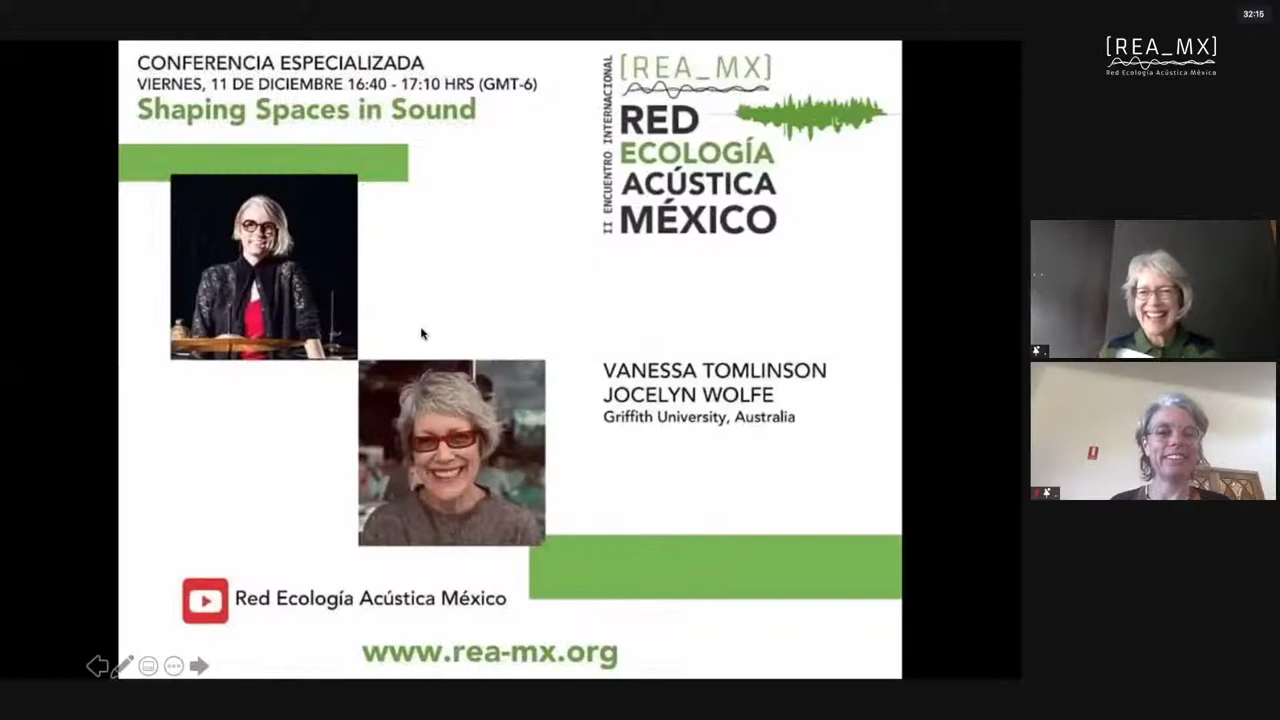 CONFERENCIA ESPECIALIZADA
VIERNES, 11 DE DICIEMBRE 16:40 - 17:10 HRS (GMT-6)
Shaping Spaces in Sound
II ENCUENTRO INTERNACIONAL
[REA_MX]
RED
ECOLOGÍA
ACÚSTICA
MÉXICO
VANESSA TOMLINSON
JOCELYN WOLFE
Griffith University, Australia
Red Ecología Acústica México
www.rea-mx.org
32:15
[REA_MX]
Red Ecología Acústica México